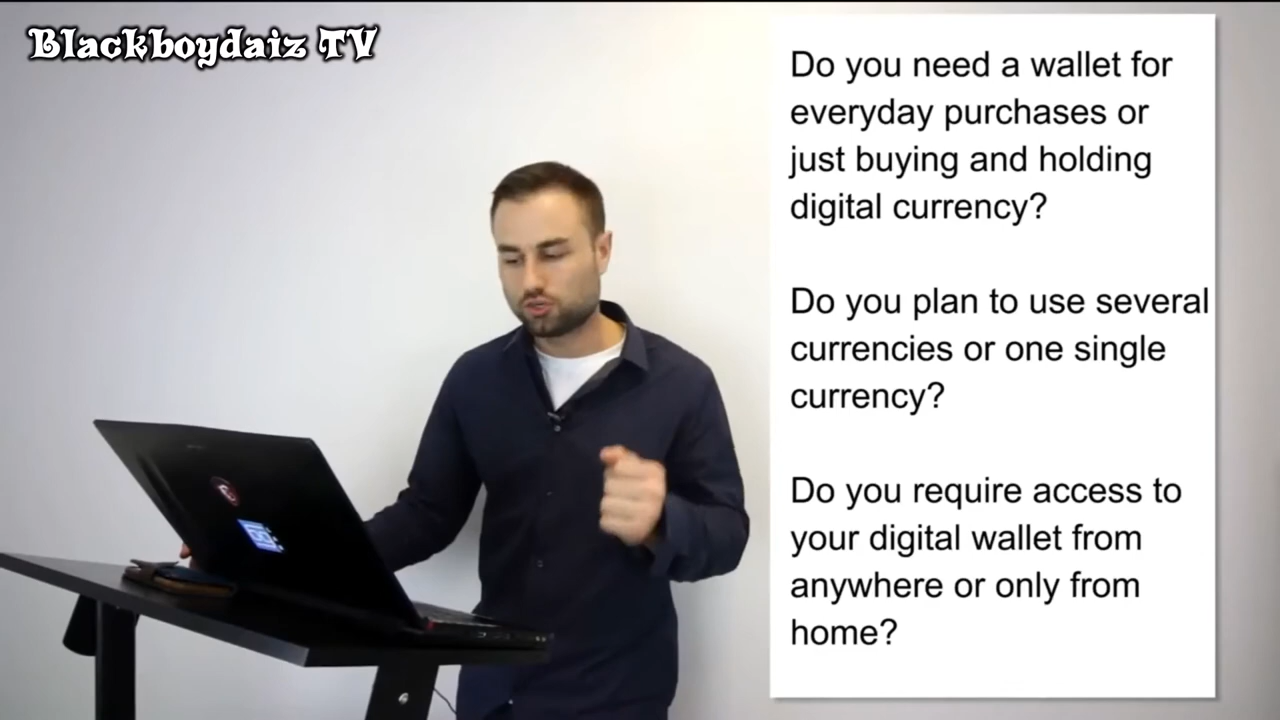 Blackboydaiz TV
Do you need a wallet for
everyday purchases or
just buying and holding
digital currency?
Do you plan to use several
currencies or one single
currency?
Do you require access to
your digital wallet from
anywhere or only from
home?